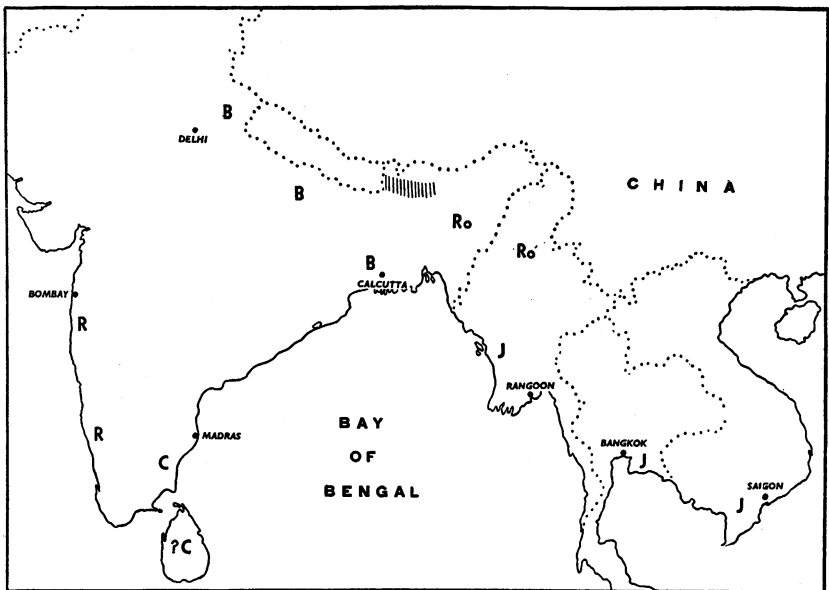 B
DELHI
CHINA
B
Ro
Ro
B
CALCUTTA
BOMBAY
R
J
RANGOON
BAY
R
MADRAS
OF
BANGKOK
C
J
BENGAL
SAIGON
J
?C